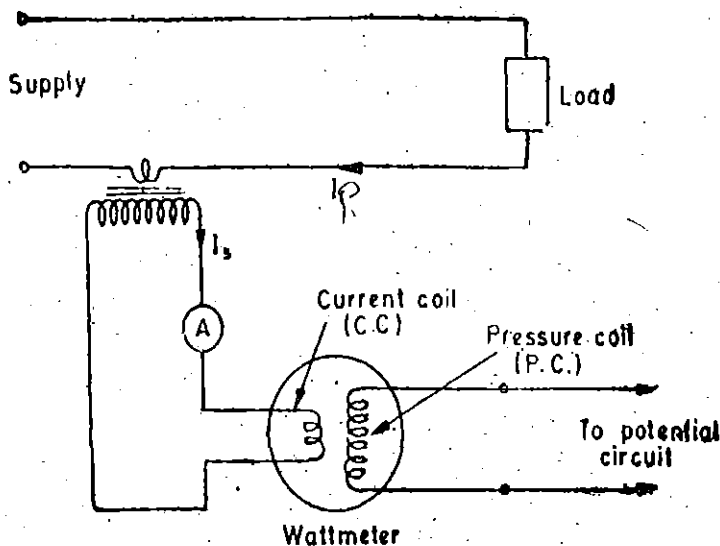 Supply
Load
Ip
Is
A
Current coil
(C.C)
Pressure coil
(P.C.)
To potential
circuit
Wattmeter